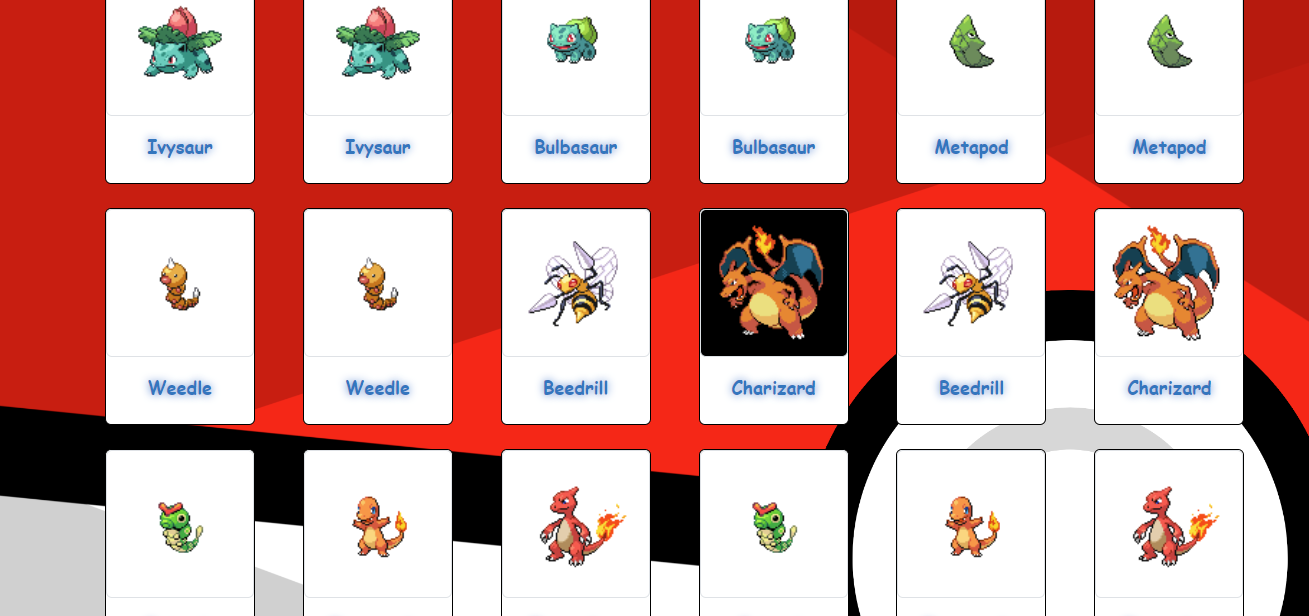 Ivysaur
Ivysaur
Bulbasaur
Bulbasaur
Metapod
Metapod
Weedle
Weedle
Beedrill
Charizard
Beedrill
Charizard